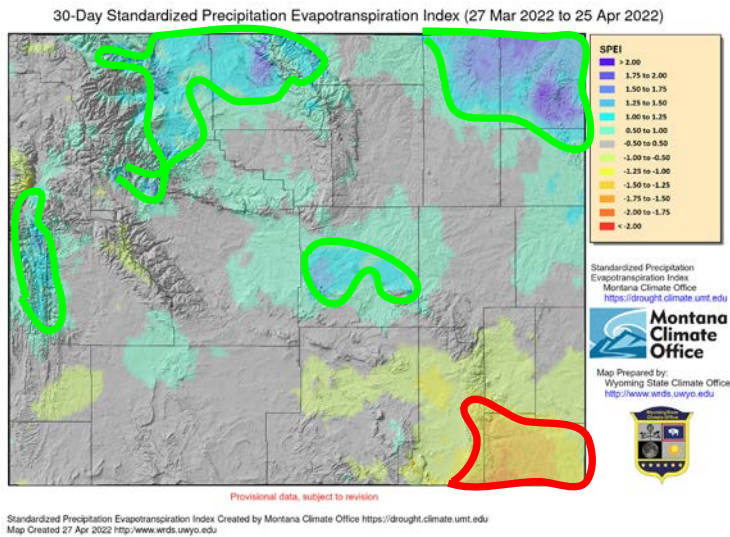 30-Day Standardized Precipitation Evapotranspiration Index (27 Mar 2022 to 25 Apr 2022)
SPEI
> 2.00
1.75 to 2.00
1.50 to 1.75
1.25 to 1.50
1.00 to 1.25
0.50 to 1.00
-0.50 to 0.50
-1.00 to -0.50
-1.25 to -1.00
-1.50 to -1.25
-1.75 to -1.50
-2.00 to -1.75
< -2.00
Standardized Precipitation
Evapotranspiration Index
Montana Climate Office
https://drought.climate.umt.edu
Montana
Climate
Office
Map Prepared by:
Wyoming State Climate Office
http://www.wrds.uwyo.edu
Wyoming State
Climate Office
Provisional data, subject to revision
Standardized Precipitation Evapotranspiration Index Created by Montana Climate Office https://drought.climate.umt.edu
Map Created 27 Apr 2022 http:/www.wrds.uwyo.edu